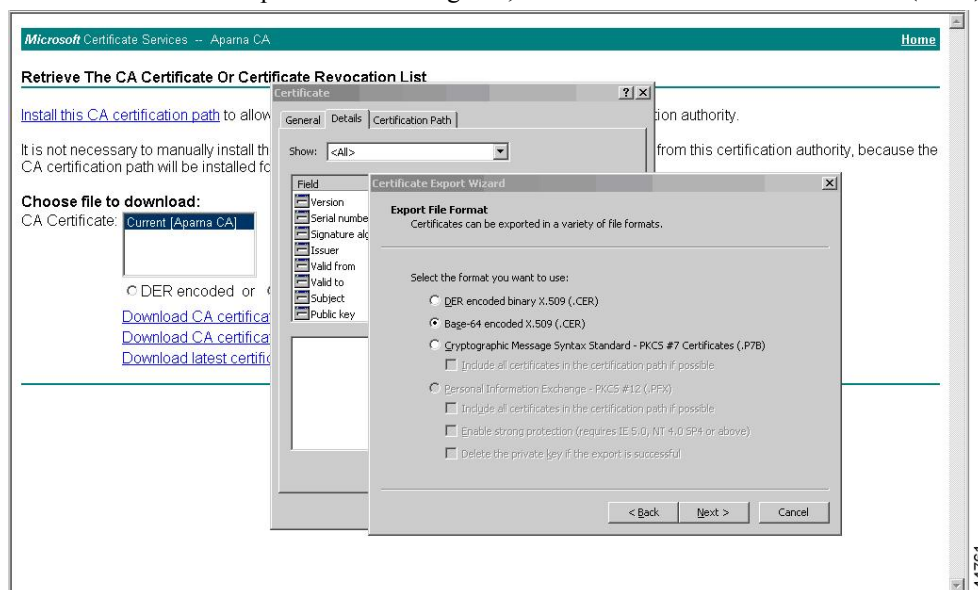 Microsoft Certificate Services -- Aparna CA Home
Retrieve The CA Certificate Or Certificate Revocation List
Install this CA certification path to allow
authority.
It is not necessary to manually install
from this certification authority, because the
CA certification path will be installed
Choose file to download:
CA Certificate:
Current [Aparna CA]
DER encoded or
Download CA
Download CA
Download latest
Certificate
General Details Certification Path
Show: <All>
Field
Version
Serial
Signature
Issuer
Valid from
Valid to
Subject
Public key
Certificate Export Wizard
Export File Format
Certificates can be exported in a variety of file formats.
Select the format you want to use:
DER encoded binary X.509 (.CER)
Base-64 encoded X.509 (.CER)
Cryptographic Message Syntax Standard - PKCS #7 Certificates (.P7B)
Include all certificates in the certification path if possible
Personal Information Exchange - PKCS #12 (.PFX)
Include all certificates in the certification path if possible
Enable strong protection (requires IE 5.0, NT 4.0 SP4 or above)
Delete the private key if the export is successful
< Back Next > Cancel